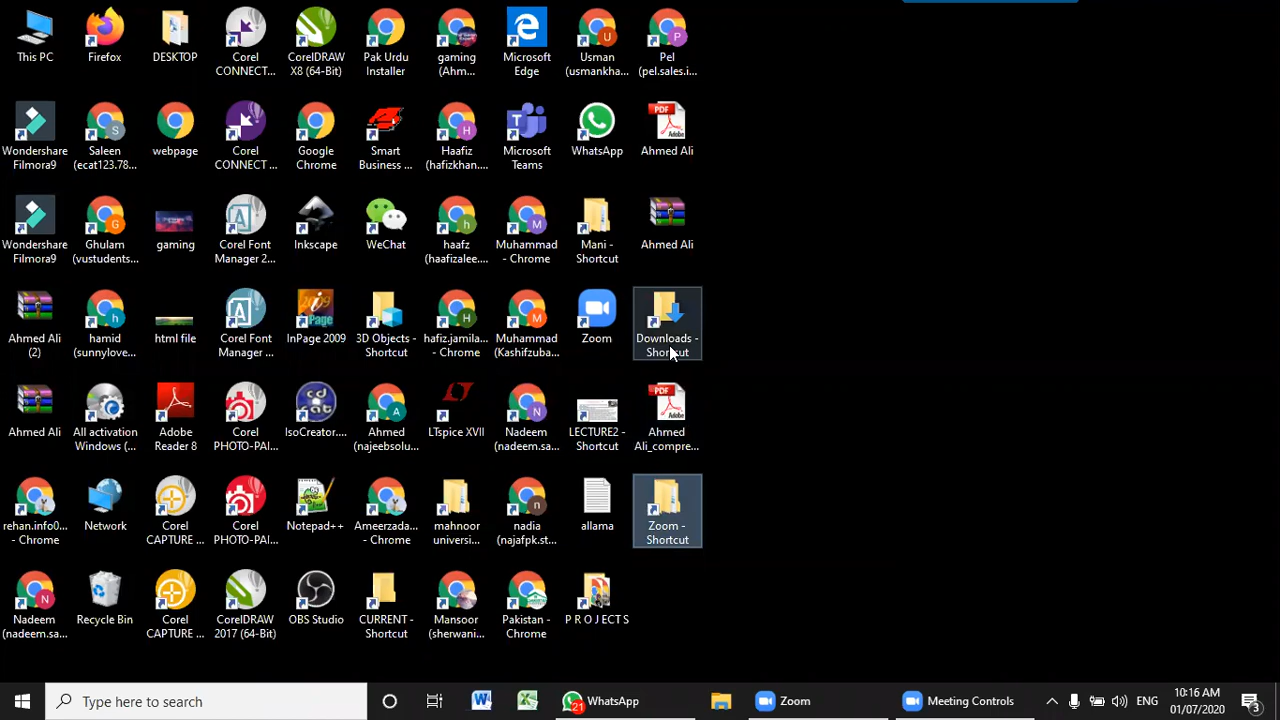 This PC
Firefox
DESKTOP
Corel
CONNECT...
CorelDRAW
X8 (64-Bit)
Pak Urdu
Installer
gaming
(Ahm...
Microsoft
Edge
Usman
(usmankha...
Pel
(pel.sales.i...
Wondershare
Filmora9
Saleen
(ecat123.78...
webpage
Corel
CONNECT ...
Google
Chrome
Smart
Business ...
Haafiz
(hafizkhan....
Microsoft
Teams
WhatsApp
PDF
Adobe
Ahmed Ali
Wondershare
Filmora9
Ghulam
(vustudents...
gaming
Corel Font
Manager 2...
Inkscape
WeChat
haafz
(haafizalee....
Muhammad
- Chrome
Mani -
Shortcut
Ahmed Ali
Ahmed Ali
(2)
hamid
(sunnylove...
html file
Corel Font
Manager ...
InPage 2009
3D Objects -
Shortcut
hafiz.jamila...
- Chrome
Muhammad
(Kashifzuba...
Zoom
Downloads -
Shortcut
Ahmed Ali
All activation
Windows (...
Adobe
Reader 8
Corel
PHOTO-PAI...
IsoCreator....
Ahmed
(najeebsolu...
LTspice XVII
Nadeem
(nadeem.sa...
LECTURE2 -
Shortcut
PDF
Adobe
Ahmed
Ali_compre...
rehan.info0...
- Chrome
Network
Corel
CAPTURE ...
Corel
PHOTO-PAI...
Notepad++
Ameerzada...
- Chrome
mahnoor
universi...
nadia
(najafpk.st...
allama
Zoom -
Shortcut
Nadeem
(nadeem.sa...
Recycle Bin
Corel
CAPTURE ...
CorelDRAW
2017 (64-Bit)
OBS Studio
CURRENT -
Shortcut
Mansoor
(sherwani...
Pakistan -
Chrome
P R O J E C T S
Type here to search
21
WhatsApp
Zoom
Meeting Controls
ENG
10:16 AM
01/07/2020
3